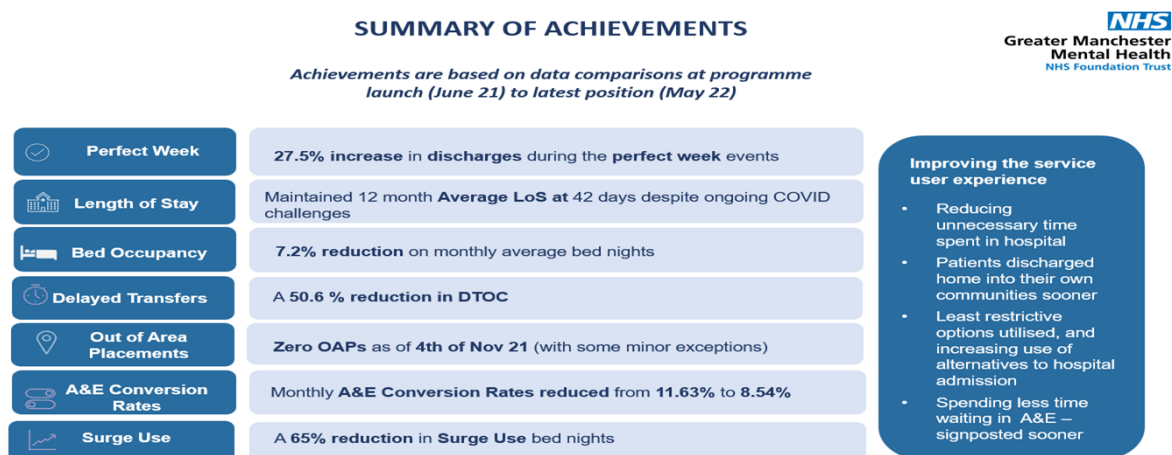 SUMMARY OF ACHIEVEMENTS
NHS
Greater Manchester
Mental Health
NHS Foundation Trust
Achievements are based on data comparisons at programme
launch (June 21) to latest position (May 22)
Perfect Week
27.5% increase in discharges during the perfect week events
Length of Stay
Maintained 12 month Average LoS at 42 days despite ongoing COVID
challenges
Bed Occupancy
7.2% reduction on monthly average bed nights
Delayed Transfers
A 50.6 % reduction in DTOC
Out of Area
Placements
Zero OAPs as of 4th of Nov 21 (with some minor exceptions)
A&E Conversion
Rates
Monthly A&E Conversion Rates reduced from 11.63% to 8.54%
Surge Use
A 65% reduction in Surge Use bed nights
Improving the service
user experience
• Reducing
unnecessary time
spent in hospital
• Patients discharged
home into their own
communities sooner
• Least restrictive
options utilised, and
increasing use of
alternatives to hospital
admission
• Spending less time
waiting in A&E –
signposted sooner